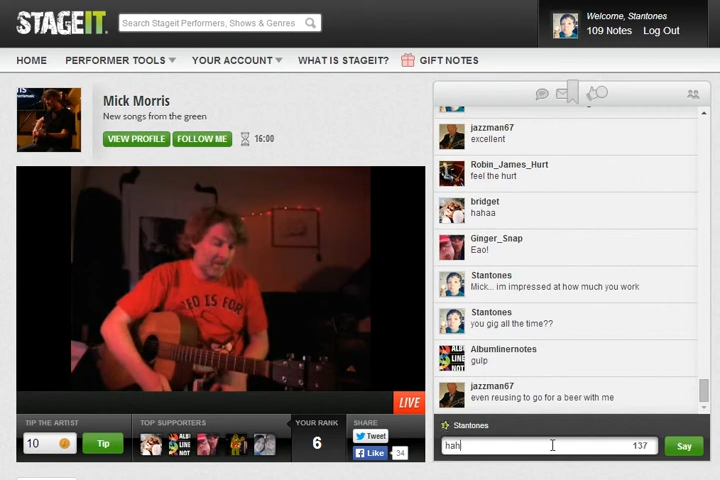 STAGEIT.
Search Stageit Performers, Shows & Genres
Welcome, Stantones
109 Notes Log Out
HOME PERFORMER TOOLS YOUR ACCOUNT WHAT IS STAGEIT? GIFT NOTES
Mick Morris
New songs from the green
VIEW PROFILE FOLLOW ME 16:00
LIVE
TIP THE ARTIST
10 Tip
TOP SUPPORTERS
YOUR RANK
6
SHARE
Tweet
Like 34
jazzman67
excellent
Robin_James_Hurt
feel the hurt
bridget
hahaa
Ginger_Snap
Eao!
Stantones
Mick... im impressed at how much you work
Stantones
you gig all the time??
Albumlinernotes
gulp
jazzman67
even reusing to go for a beer with me
Stantones
hah 137 Say